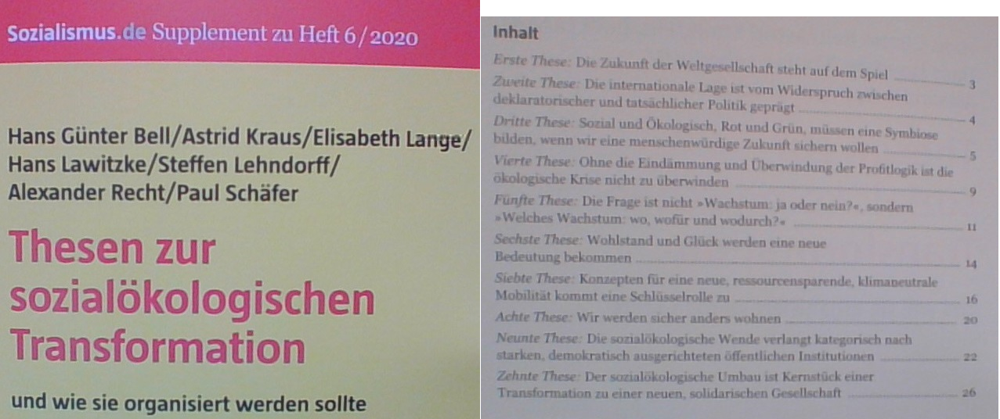 Sozialismus.de Supplement zu Heft 6/2020
Hans Günter Bell/Astrid Kraus/Elisabeth Lange/
Hans Lawitzke/Steffen Lehndorff/
Alexander Recht/Paul Schäfer
Thesen zur
sozialökologischen
Transformation
und wie sie organisiert werden sollte
Inhalt
Erste These: Die Zukunft der Weltgesellschaft steht auf dem Spiel 3
Zweite These: Die internationale Lage ist vom Widerspruch zwischen
deklaratorischer und tatsächlicher Politik geprägt 4
Dritte These: Sozial und Ökologisch, Rot und Grün, müssen eine Symbiose
bilden, wenn wir eine menschenwürdige Zukunft sichern wollen 5
Vierte These: Ohne die Eindämmung und Überwindung der Profitlogik ist die
ökologische Krise nicht zu überwinden 9
Fünfte These: Die Frage ist nicht »Wachstum: ja oder nein?«, sondern
»Welches Wachstum: wo, wofür und wodurch?« 11
Sechste These: Wohlstand und Glück werden eine neue
Bedeutung bekommen 14
Siebte These: Konzepten für eine neue, ressourcensparende, klimaneutrale
Mobilität kommt eine Schlüsselrolle zu 16
Achte These: Wir werden sicher anders wohnen 20
Neunte These: Die sozialökologische Wende verlangt kategorisch nach
starken, demokratisch ausgerichteten öffentlichen Institutionen 22
Zehnte These: Der sozialökologische Umbau ist Kernstück einer
Transformation zu einer neuen, solidarischen Gesellschaft 26